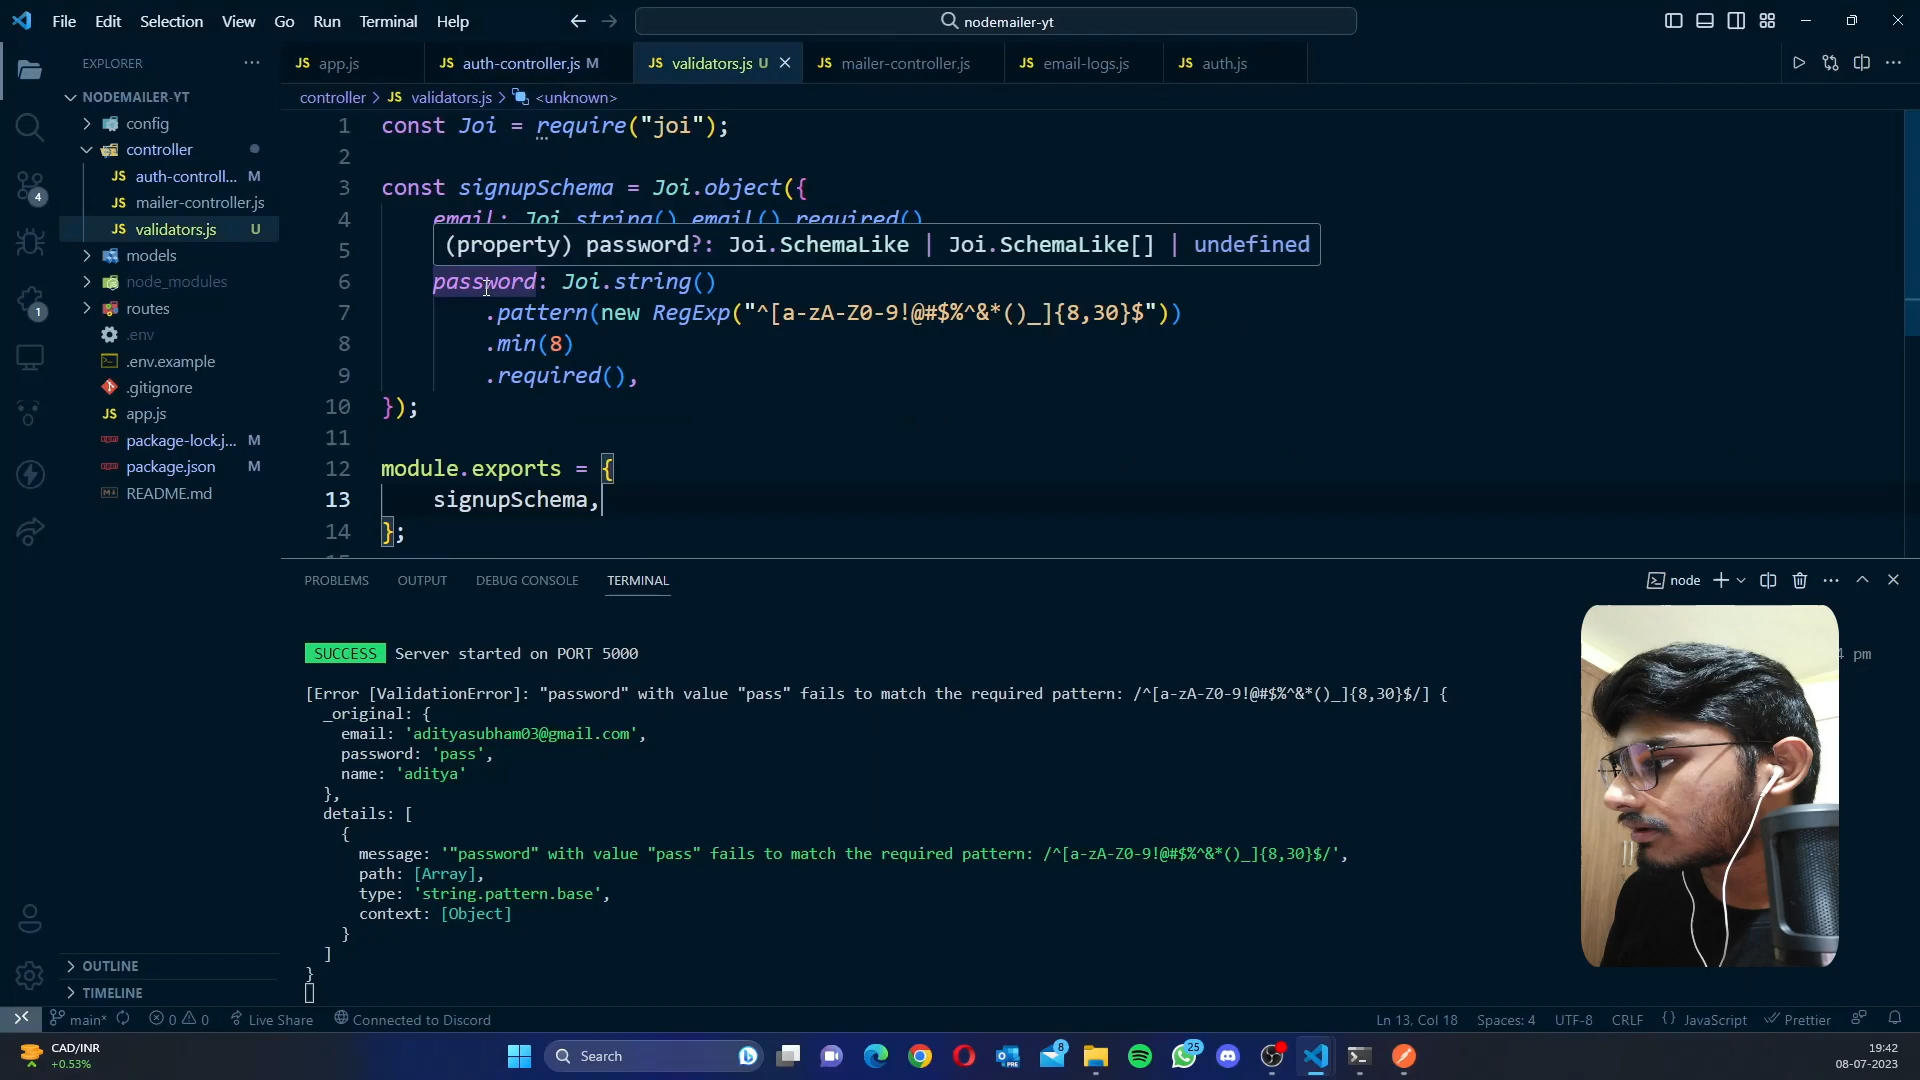 File Edit Selection View Go Run Terminal Help
nodemailer-yt
EXPLORER
JS app.js
JS auth-controller.js M
JS validators.js U
JS mailer-controller.js
JS email-logs.js
JS auth.js
NODEMAILER-YT
config
controller
JS auth-controll... M
JS mailer-controller.js
JS validators.js U
models
node_modules
routes
.env
.env.example
.gitignore
JS app.js
package-lock.j... M
package.json M
README.md
OUTLINE
TIMELINE
4
1
controller > JS validators.js > <unknown>
1 const Joi = require("joi");
2
3 const signupSchema = Joi.object({
4 email: Joi.string().email().required()
(property) password?: Joi.SchemaLike | Joi.SchemaLike[] | undefined
5
6 password: Joi.string()
7 .pattern(new RegExp("^[a-zA-Z0-9!@#$%^&*()_]{8,30}$"))
8 .min(8)
9 .required(),
10 });
11
12 module.exports = {
13 signupSchema,
14 };
PROBLEMS OUTPUT DEBUG CONSOLE TERMINAL
node
SUCCESS Server started on PORT 5000
pm
[Error [ValidationError]: "password" with value "pass" fails to match the required pattern: /^[a-zA-Z0-9!@#$%^&*()_]{8,30}$/] {
_original: {
email: 'adityasubham03@gmail.com',
password: 'pass',
name: 'aditya'
},
details: [
{
message: '"password" with value "pass" fails to match the required pattern: /^[a-zA-Z0-9!@#$%^&*()_]{8,30}$/',
path: [Array],
type: 'string.pattern.base',
context: [Object]
}
]
}
main* 0 0 Live Share Connected to Discord
Ln 13, Col 18 Spaces: 4 UTF-8 CRLF {} JavaScript Prettier
CAD/INR
+0.53%
Search
8
25
PRE
19:42
08-07-2023